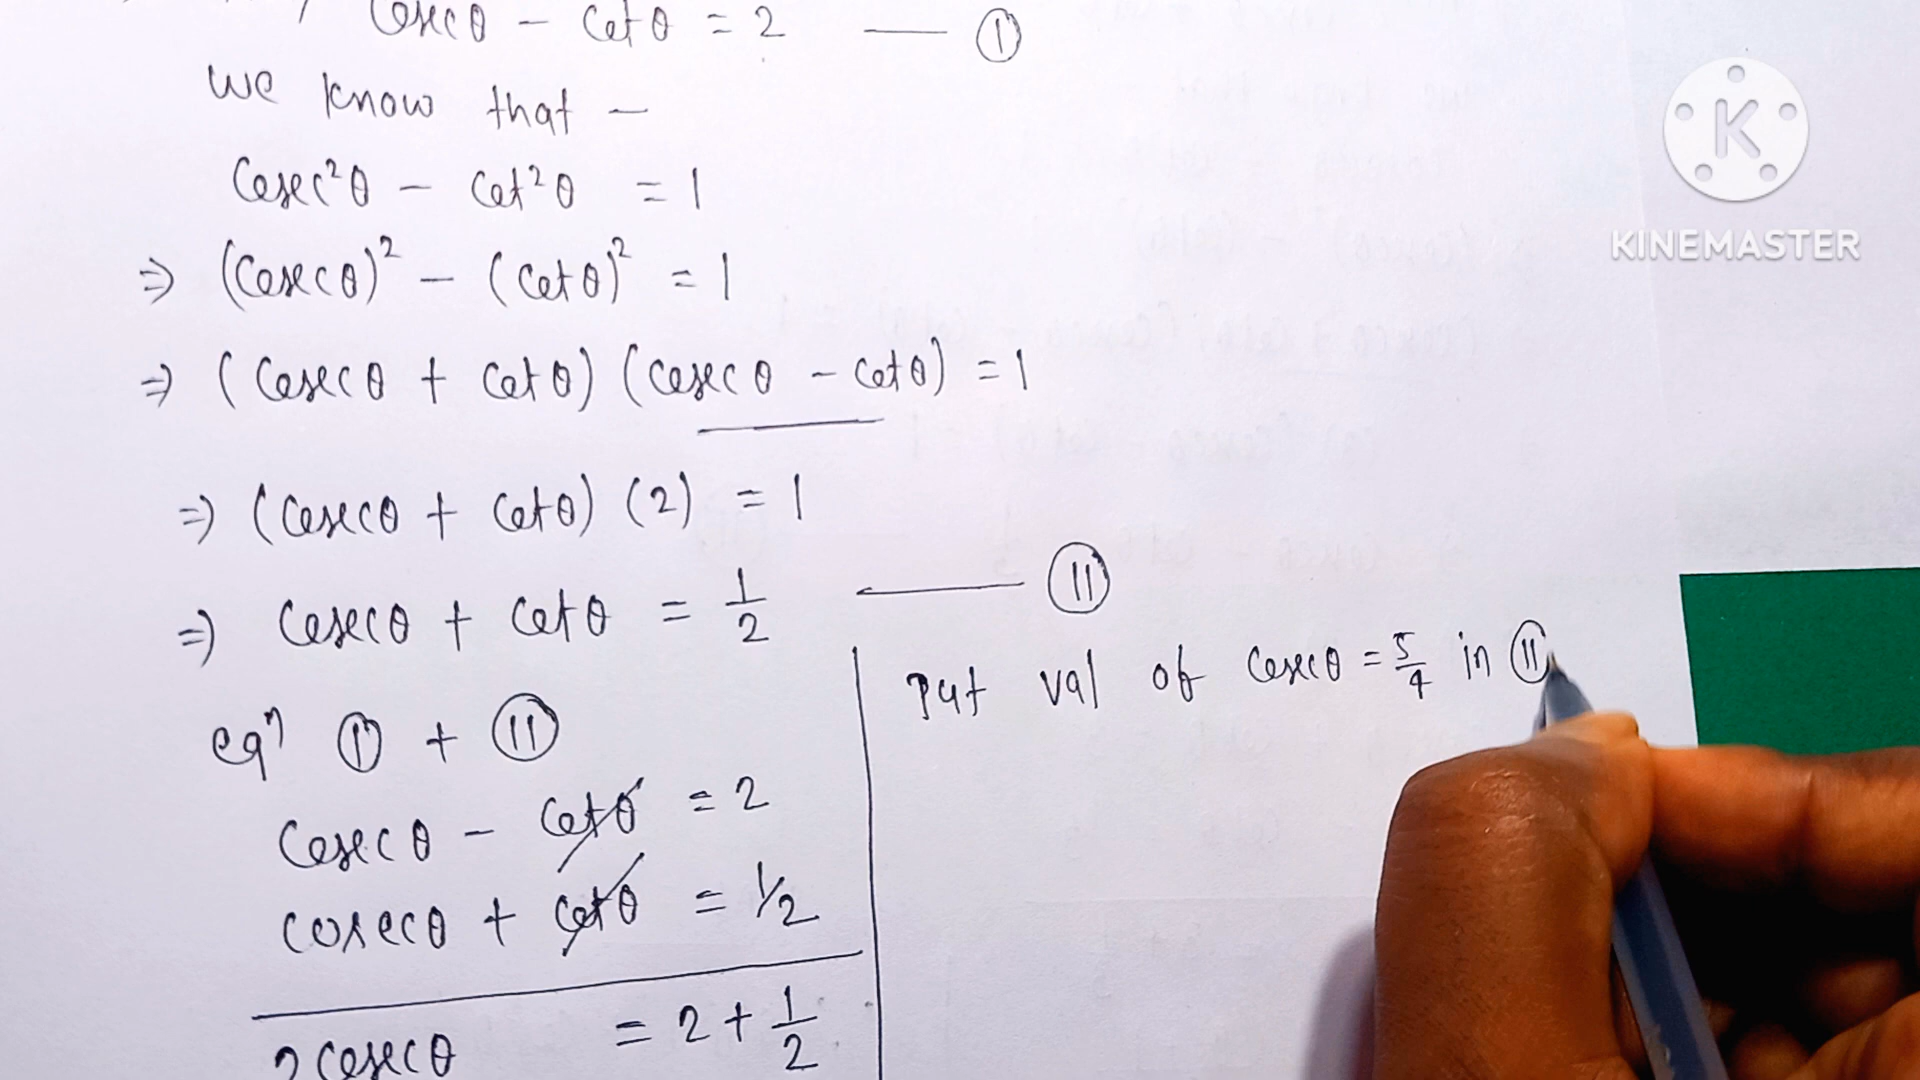 cosecθ - cotθ = 2 — I
we know that -
cosec²θ - cot²θ = 1
⇒ (cosecθ)² - (cotθ)² = 1
⇒ (cosecθ + cotθ) (cosecθ - cotθ) = 1
⇒ (cosecθ + cotθ) (2) = 1
⇒ cosecθ + cotθ = 1/2 — II
eqⁿ I + II
cosecθ - cotθ = 2
cosecθ + cotθ = 1/2
2cosecθ = 2 + 1/2
Put val of cosecθ = 5/4 in II
K
KINEMASTER